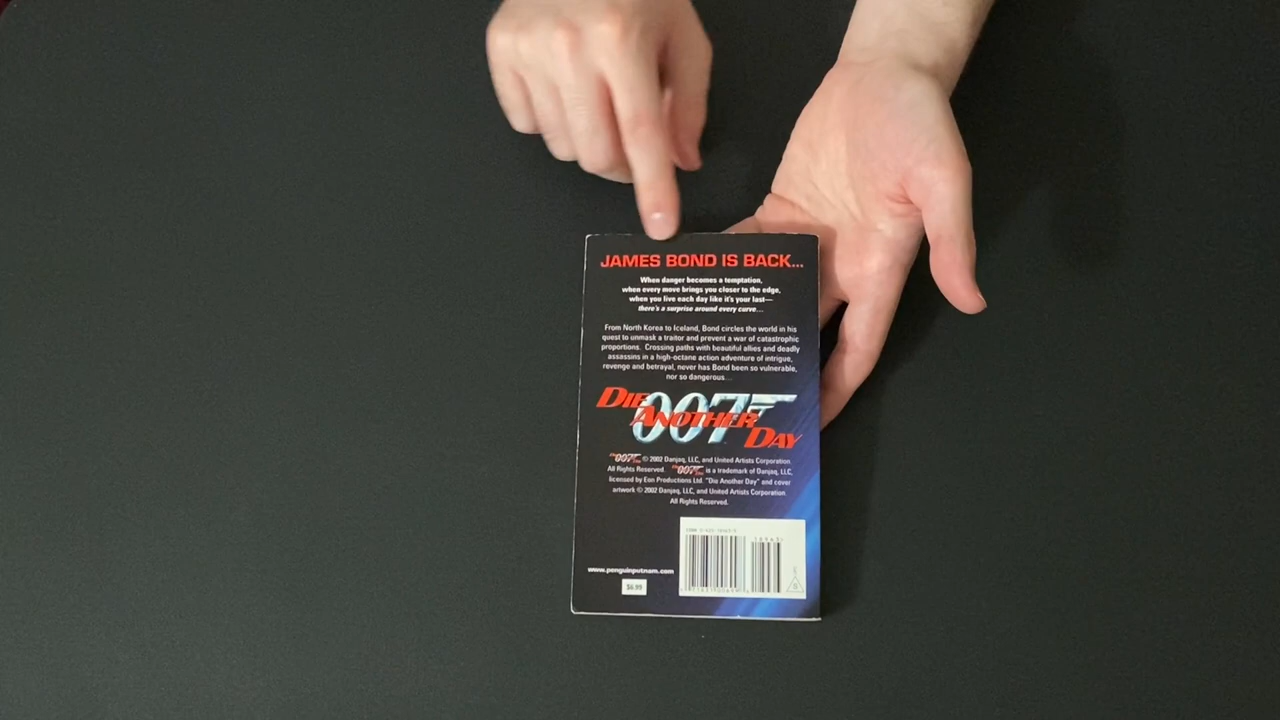 JAMES BOND IS BACK...
When danger becomes a temptation,
when every move brings you closer to the edge,
when you live each day like it's your last—
there's a surprise around every curve...
From North Korea to Iceland, Bond circles the world in his
quest to unmask a traitor and prevent a war of catastrophic
proportions. Crossing paths with beautiful allies and deadly
assassins in a high-octane action adventure of intrigue,
revenge and betrayal, never has Bond been so vulnerable,
nor so dangerous...
DIE 007
ANOTHER
DAY
007 © 2002 Danjaq, LLC, and United Artists Corporation.
All Rights Reserved. 007 is a trademark of Danjaq, LLC,
licensed by Eon Productions Ltd. "Die Another Day" and cover
artwork © 2002 Danjaq, LLC, and United Artists Corporation.
All Rights Reserved.
ISBN
www.penguinputnam.com
$6.99